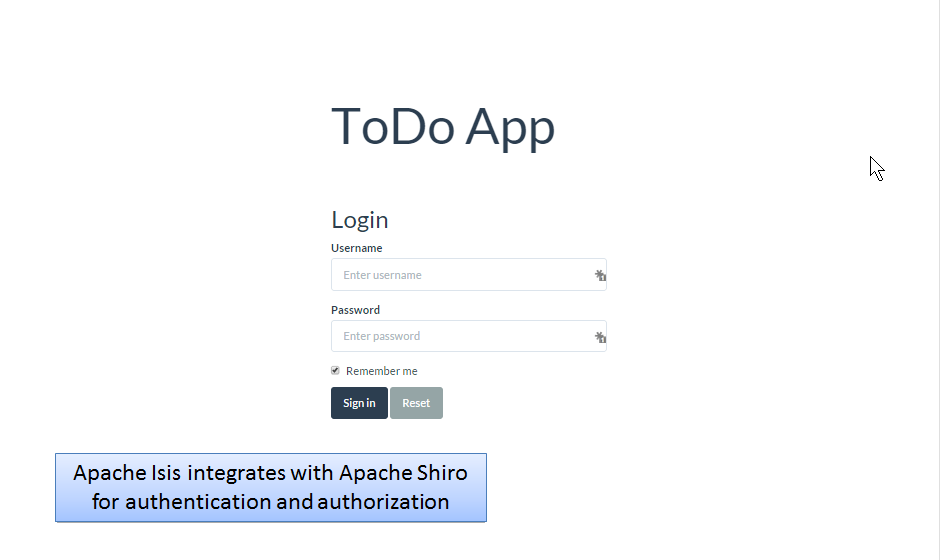 ToDo App
Login
Username
Enter username
Password
Enter password
Remember me
Sign in Reset
Apache Isis integrates with Apache Shiro
for authentication and authorization